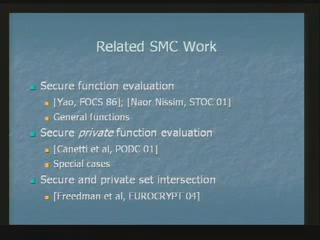 Related SMC Work
Secure function evaluation
[Yao, FOCS 86]; [Naor Nissim, STOC 01]
General functions
Secure private function evaluation
[Canetti et al, PODC 01]
Special cases
Secure and private set intersection
[Freedman et al, EUROCRYPT 04]